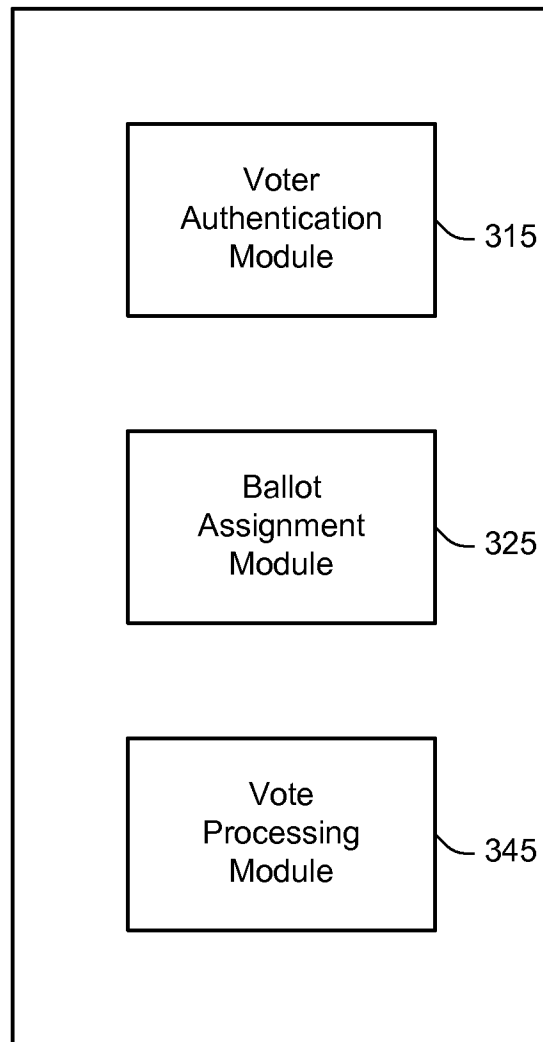 Voter
Authentication
Module
315
Ballot
Assignment
Module
325
Vote
Processing
Module
345